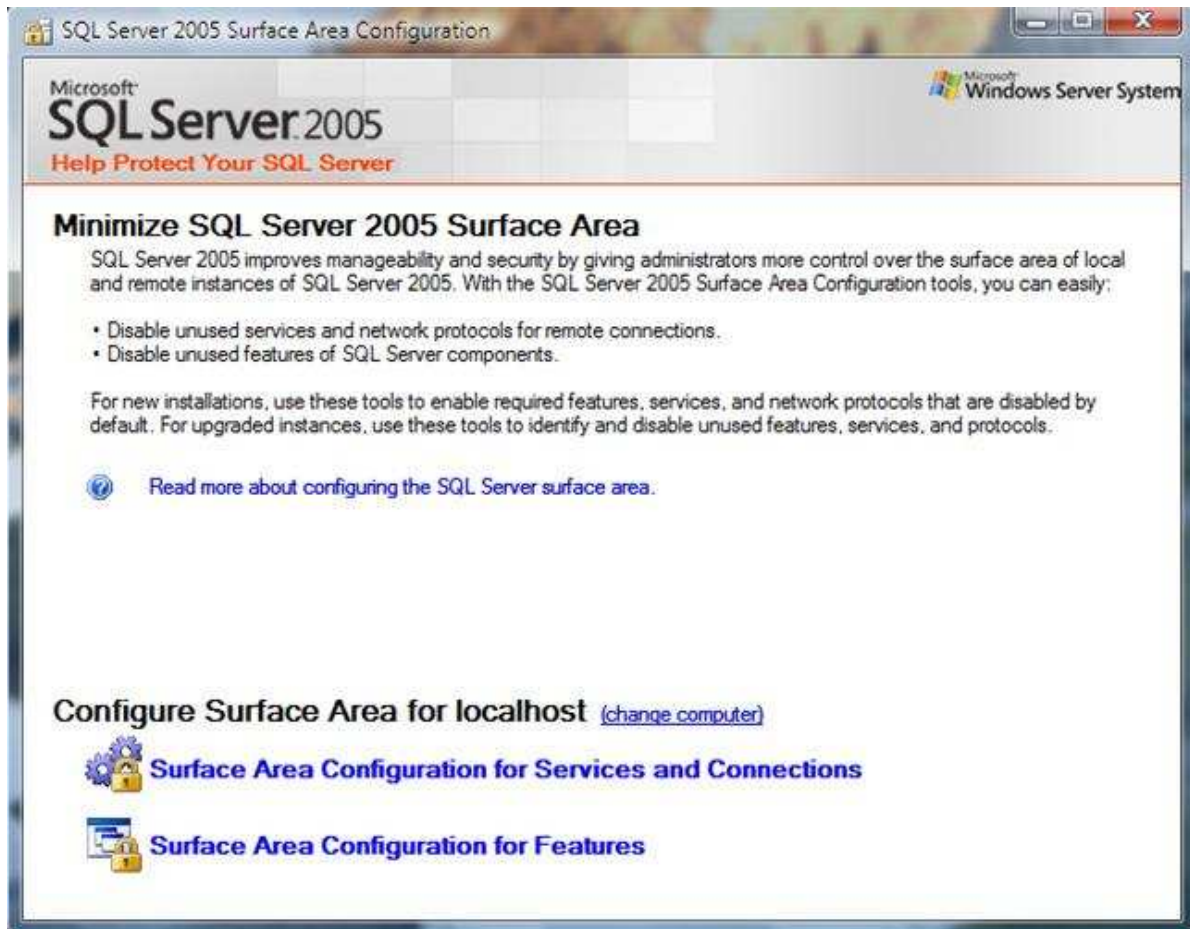 SQL Server 2005 Surface Area Configuration
Microsoft
SQL Server 2005
Help Protect Your SQL Server
Microsoft
Windows Server System
Minimize SQL Server 2005 Surface Area
SQL Server 2005 improves manageability and security by giving administrators more control over the surface area of local
and remote instances of SQL Server 2005. With the SQL Server 2005 Surface Area Configuration tools, you can easily:
• Disable unused services and network protocols for remote connections.
• Disable unused features of SQL Server components.
For new installations, use these tools to enable required features, services, and network protocols that are disabled by
default. For upgraded instances, use these tools to identify and disable unused features, services, and protocols.
Read more about configuring the SQL Server surface area.
Configure Surface Area for localhost (change computer)
Surface Area Configuration for Services and Connections
Surface Area Configuration for Features